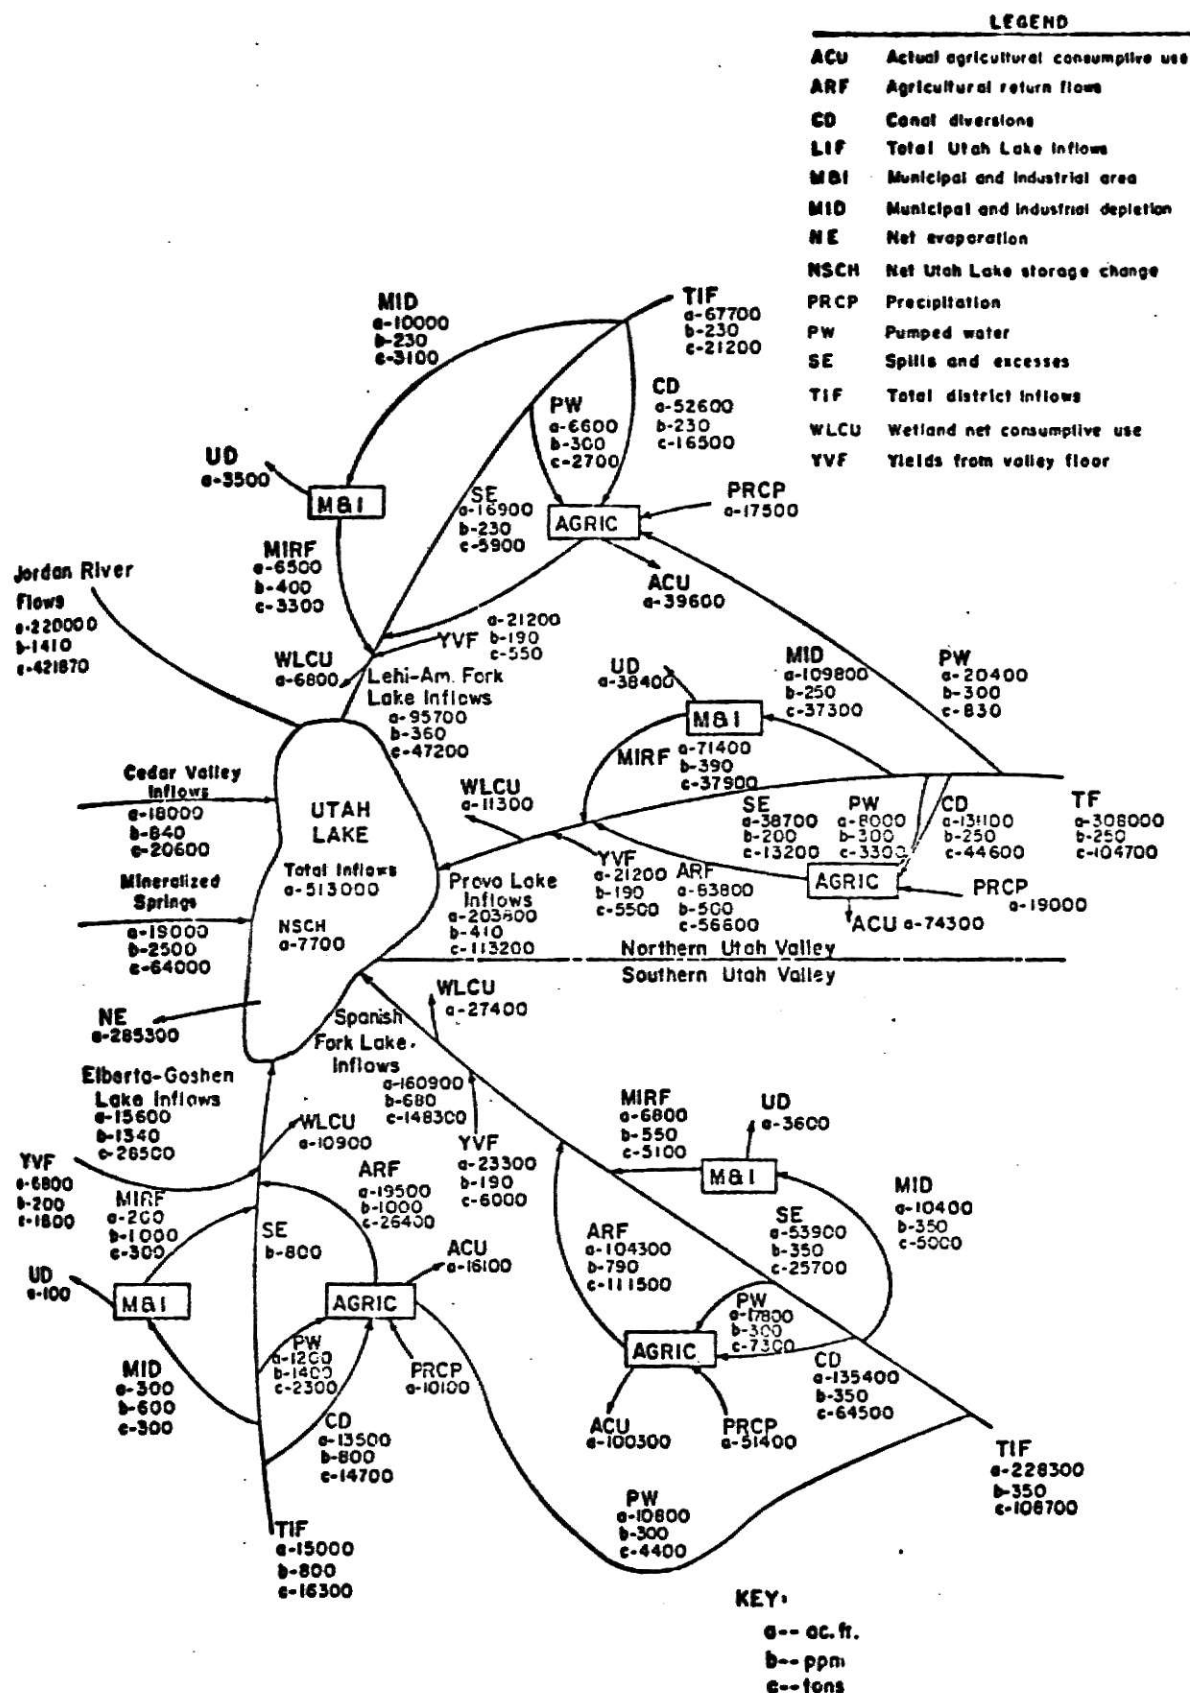 LEGEND
ACU Actual agricultural consumptive use
ARF Agricultural return flows
CD Canal diversions
LIF Total Utah Lake Inflows
M&I Municipal and industrial area
MID Municipal and industrial depletion
NE Net evaporation
NSCH Net Utah Lake storage change
PRCP Precipitation
PW Pumped water
SE Spills and excesses
TIF Total district inflows
WLCU Wetland net consumptive use
YVF Yields from valley floor
MID
a-10000
b-230
c-3100
TIF
a-67700
b-230
c-21200
PW
a-6600
b-300
c-2700
CD
a-52600
b-230
c-16500
UD
a-3500
M&I
SE
a-16900
b-230
c-5900
AGRIC
PRCP
a-17500
MIRF
a-6500
b-400
c-3300
ACU
a-39600
Jordan River
flows
a-220000
b-1410
c-421870
YVF
a-21200
b-190
c-550
WLCU
a-6800
Lehi-Am. Fork
Lake Inflows
a-95700
b-360
c-47200
UD
a-38400
MID
a-109800
b-250
c-37300
PW
a-20400
b-300
c-830
M&I
MIRF
a-71400
b-390
c-37900
Cedar Valley
Inflows
a-18000
b-840
c-20600
UTAH
LAKE
Total Inflows
a-513000
NSCH
a-7700
WLCU
a-11300
SE
a-38700
b-200
c-13200
PW
a-8000
b-300
c-3300
CD
a-131100
b-250
c-44600
TF
a-308000
b-250
c-104700
Mineralized
Springs
a-19000
b-2500
c-64000
Provo Lake
Inflows
a-203800
b-410
c-113200
YVF
a-21200
b-190
c-5500
ARF
a-83800
b-500
c-56600
AGRIC
PRCP
a-19000
ACU a-74300
Northern Utah Valley
Southern Utah Valley
NE
a-285300
WLCU
a-27400
Spanish
Fork Lake
Inflows
a-160900
b-680
c-148300
Elberta-Goshen
Lake Inflows
a-15600
b-1340
c-28500
WLCU
a-10900
YVF
a-6800
b-200
c-1800
YVF
a-23300
b-190
c-6000
MIRF
a-6800
b-550
c-5100
UD
a-3600
M&I
MID
a-10400
b-350
c-5000
MIRF
a-200
b-1000
c-300
SE
b-800
ARF
a-19500
b-1000
c-26400
ARF
a-104300
b-790
c-111500
SE
a-53900
b-350
c-25700
UD
a-100
M&I
ACU
a-16100
AGRIC
PW
a-17800
b-300
c-7300
AGRIC
MID
a-300
b-600
c-300
PW
a-1200
b-1400
c-2300
PRCP
a-10100
CD
a-135400
b-350
c-64500
CD
a-13500
b-800
c-14700
ACU
a-100300
PRCP
a-51400
TIF
a-228300
b-350
c-108700
PW
a-10800
b-300
c-4400
TIF
a-15000
b-800
c-16300
KEY:
a-- ac.ft.
b-- ppm
c-- tons